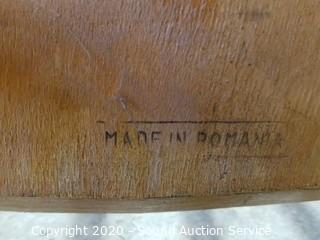 MADE IN ROMANIA
Copyright 2020 - Sound Auction Service